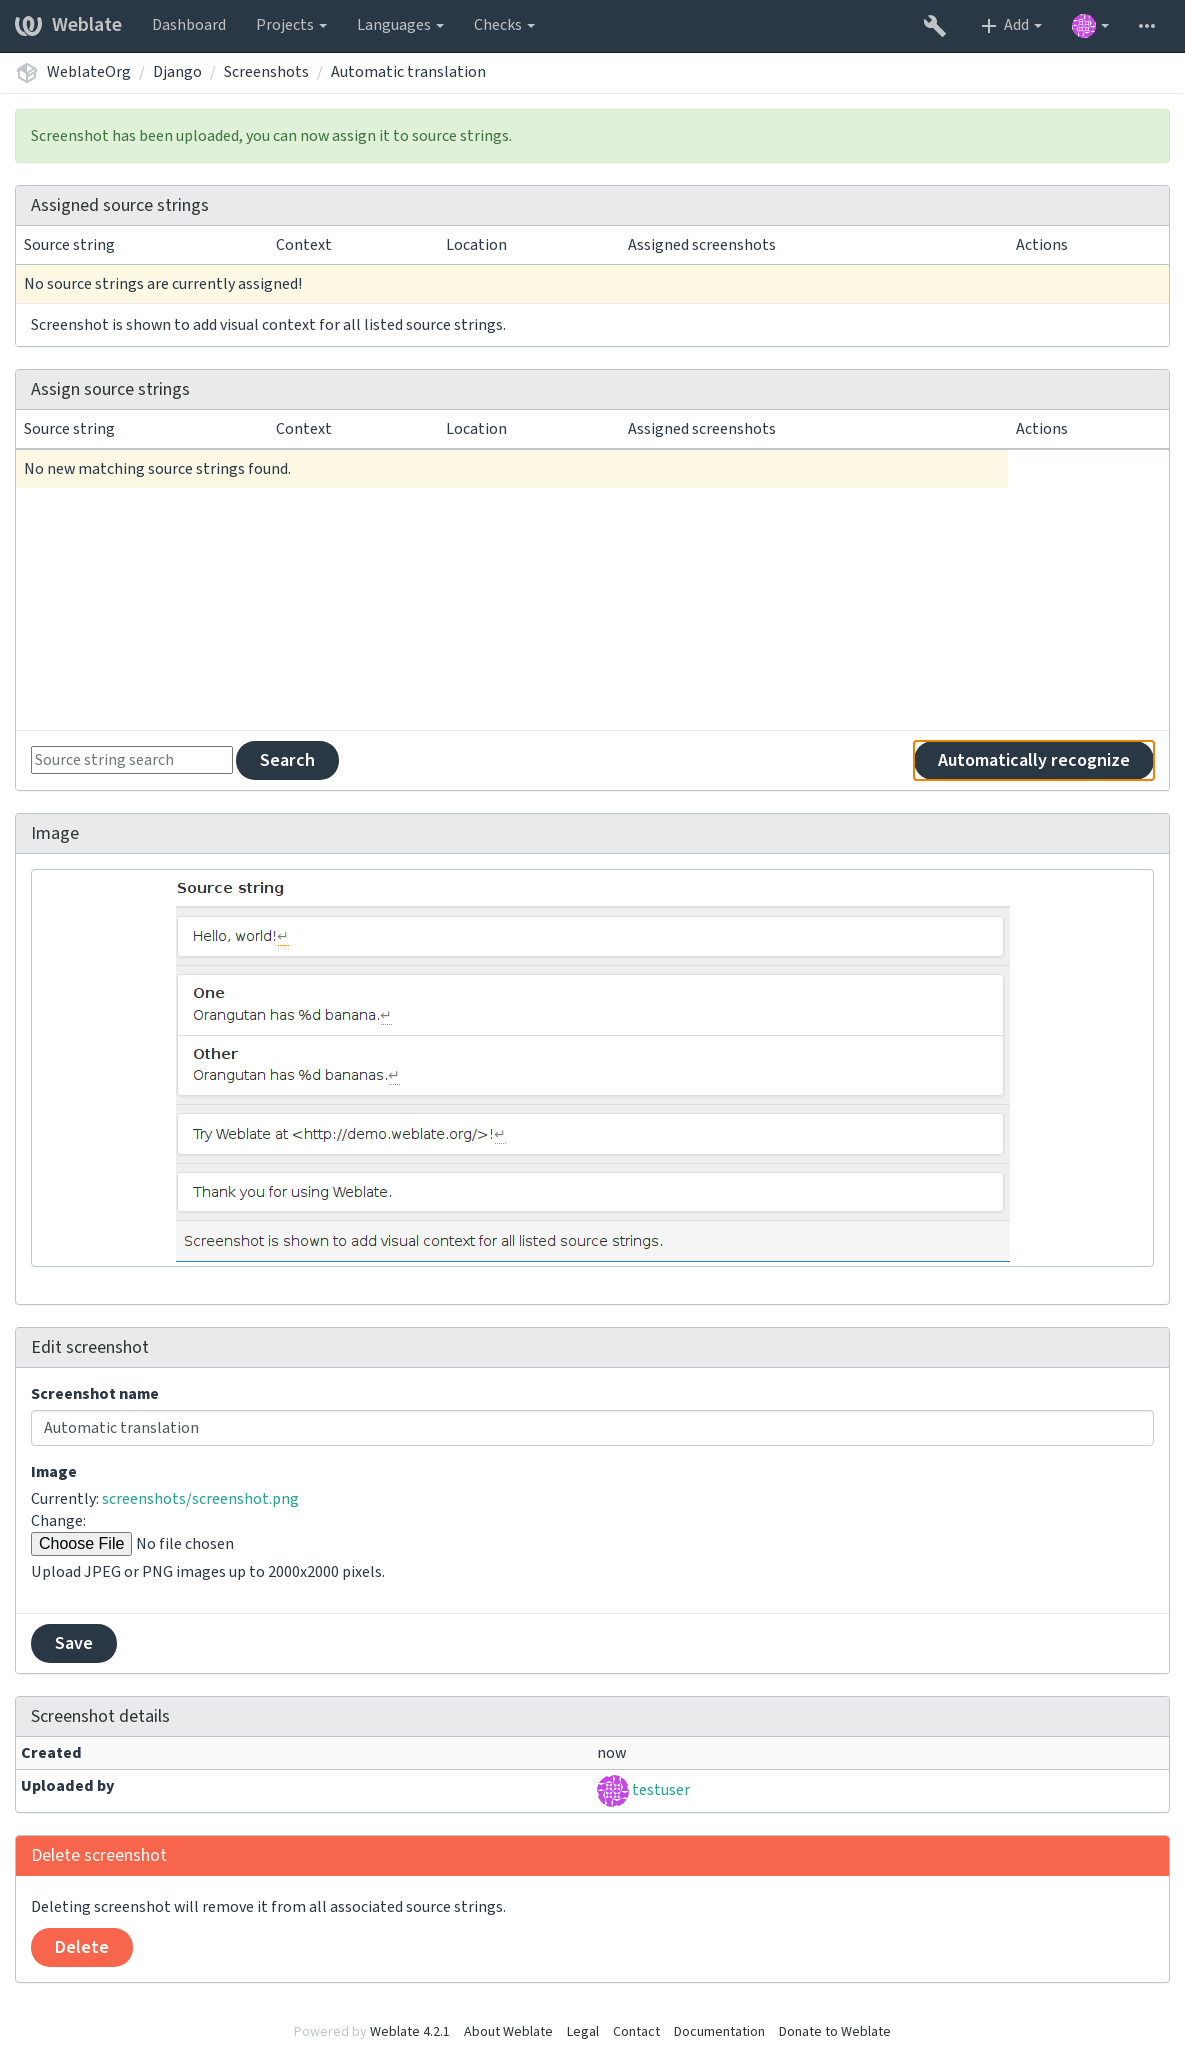 Weblate Dashboard Projects Languages Checks Add
WeblateOrg / Django / Screenshots / Automatic translation
Screenshot has been uploaded, you can now assign it to source strings.
Assigned source strings
Source string Context Location Assigned screenshots Actions
No source strings are currently assigned!
Screenshot is shown to add visual context for all listed source strings.
Assign source strings
Source string Context Location Assigned screenshots Actions
No new matching source strings found.
Source string search Search Automatically recognize
Image
Source string
Hello, world!↵
One
Orangutan has %d banana.↵
Other
Orangutan has %d bananas.↵
Try Weblate at <http://demo.weblate.org/>!↵
Thank you for using Weblate.
Screenshot is shown to add visual context for all listed source strings.
Edit screenshot
Screenshot name
Automatic translation
Image
Currently: screenshots/screenshot.png
Change:
Choose File No file chosen
Upload JPEG or PNG images up to 2000x2000 pixels.
Save
Screenshot details
Created now
Uploaded by testuser
Delete screenshot
Deleting screenshot will remove it from all associated source strings.
Delete
Powered by Weblate 4.2.1 About Weblate Legal Contact Documentation Donate to Weblate